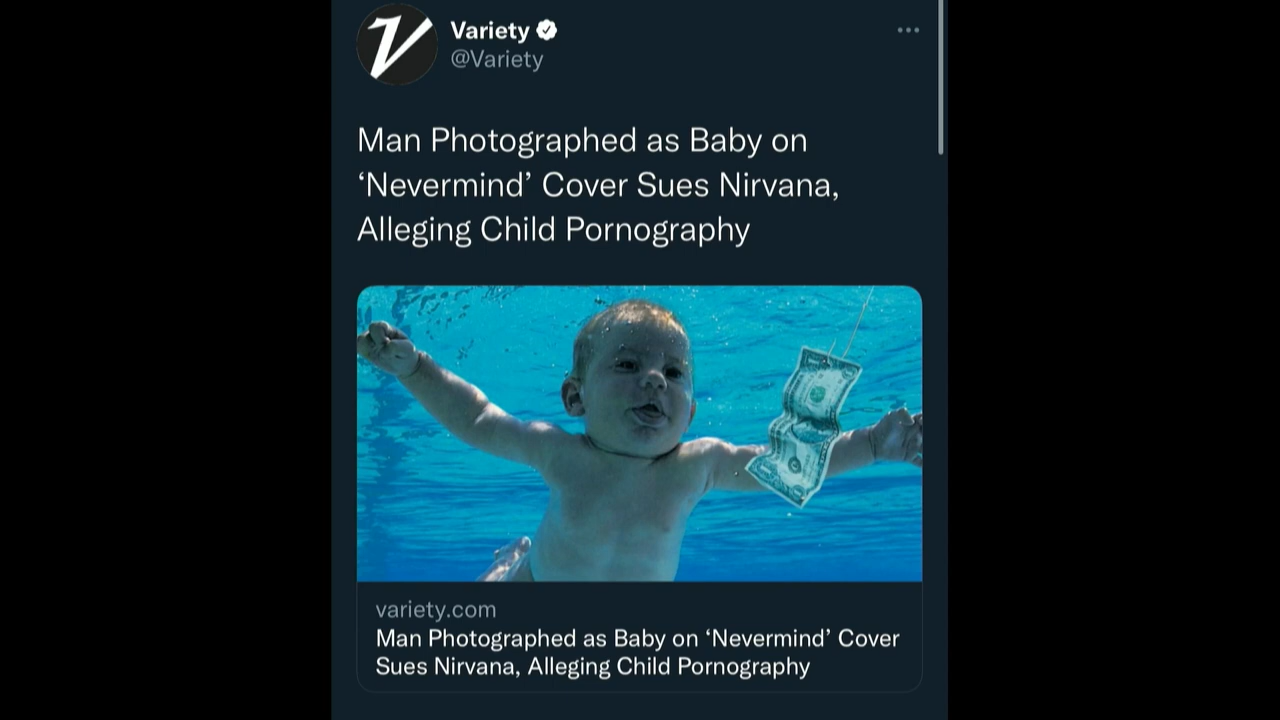 Variety
@Variety
Man Photographed as Baby on
‘Nevermind’ Cover Sues Nirvana,
Alleging Child Pornography
variety.com
Man Photographed as Baby on ‘Nevermind’ Cover
Sues Nirvana, Alleging Child Pornography